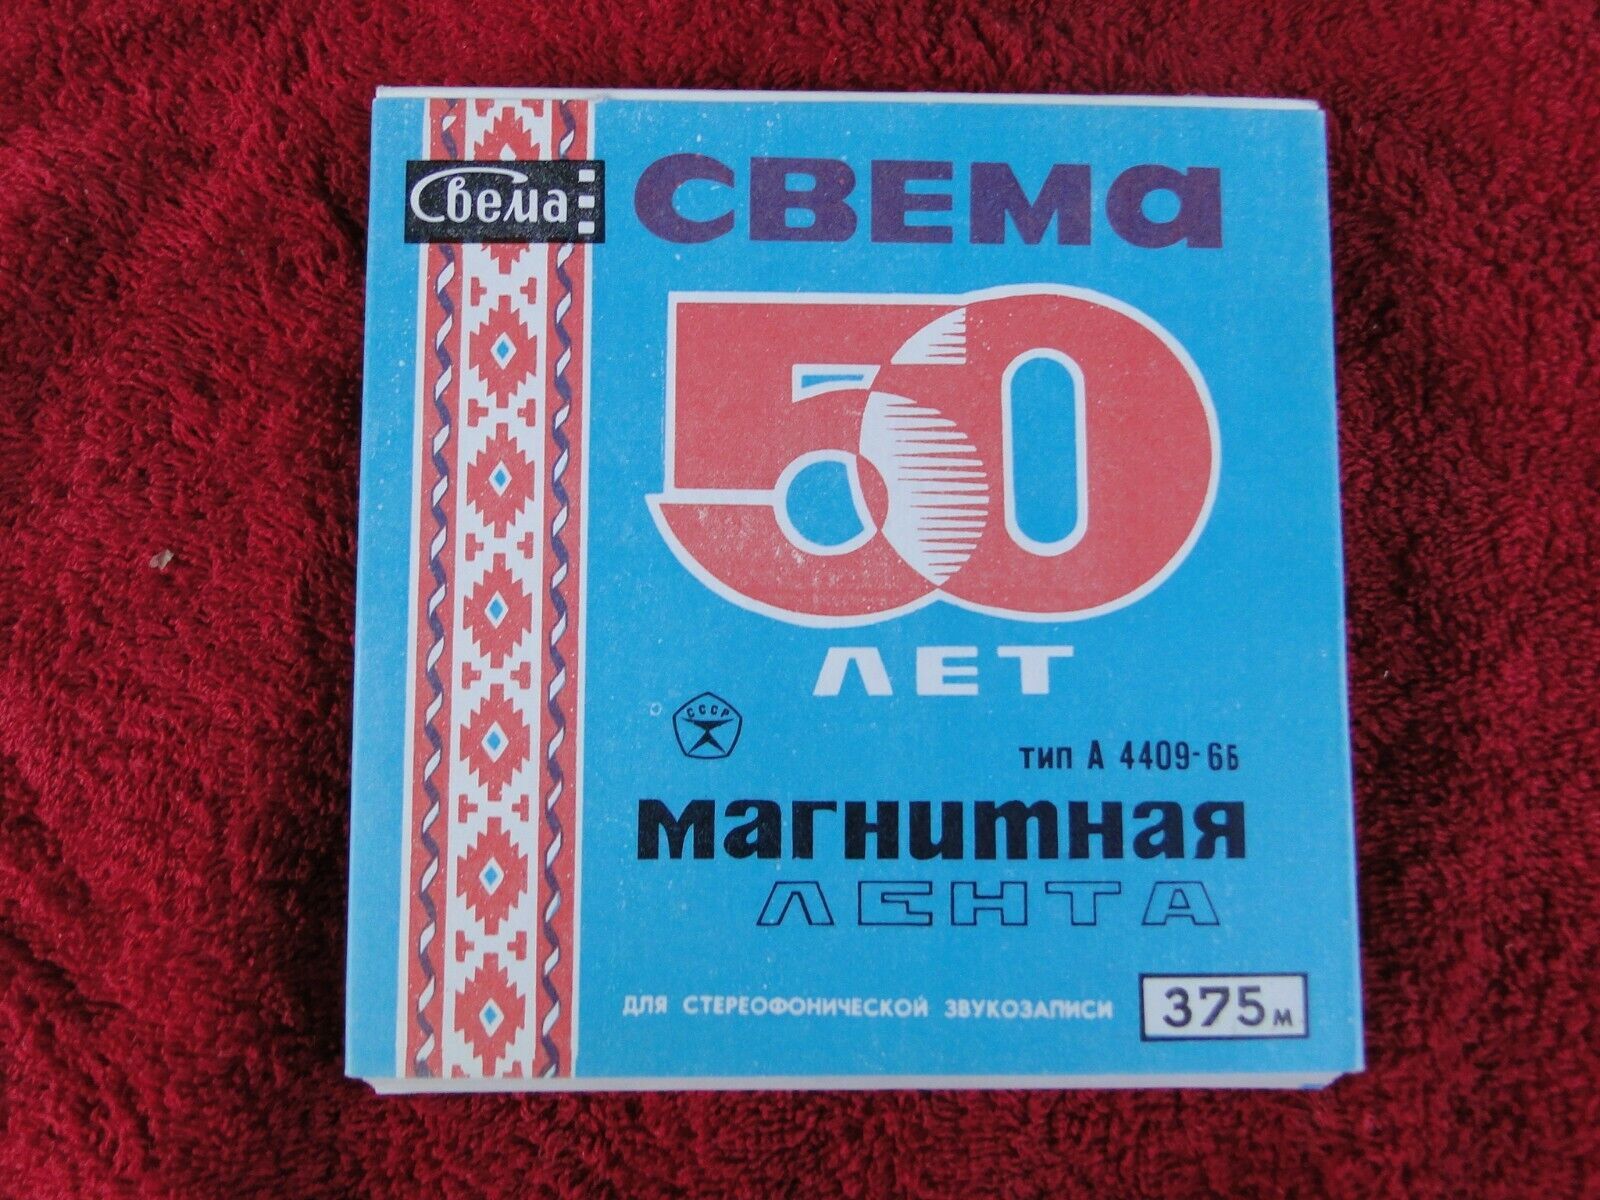 Свема
СВЕМа
50
ЛЕТ
СССР
тип А 4409-6Б
магнитная
ЛЕНТА
ДЛЯ СТЕРЕОФОНИЧЕСКОЙ ЗВУКОЗАПИСИ
375 м